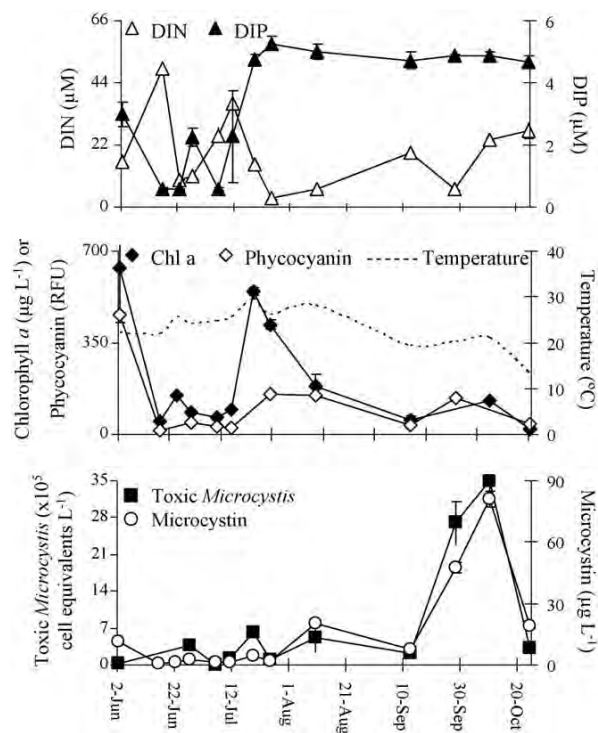 66
44
22
0
DIN (µM)
DIN DIP
6
4
2
0
DIP
(µM)
700
350
0
Chlorophyll a (µg L-1) or
Phycocyanin (RFU)
Chl a Phycocyanin Temperature
40
30
20
10
0
Temperature
(ºC)
35
28
21
14
7
0
Toxic Microcystis (x10⁵
cell equivalents L-1)
Toxic Microcystis
Microcystin
90
60
30
0
Microcystin
(µg L-1)
2-Jun
22-Jun
12-Jul
1-Aug
21-Aug
10-Sep
30-Sep
20-Oct